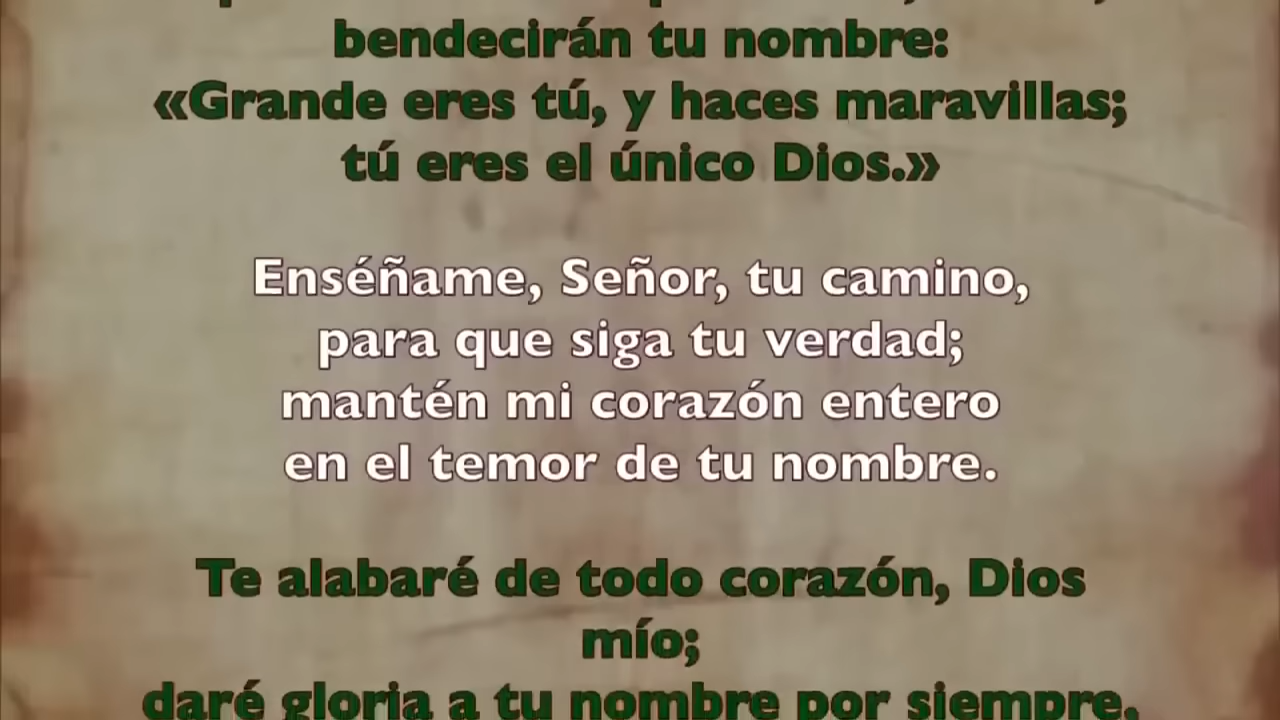 bendecirán tu nombre:
«Grande eres tú, y haces maravillas;
tú eres el único Dios.»
Enséñame, Señor, tu camino,
para que siga tu verdad;
mantén mi corazón entero
en el temor de tu nombre.
Te alabaré de todo corazón, Dios
mío;
daré gloria a tu nombre por siempre,